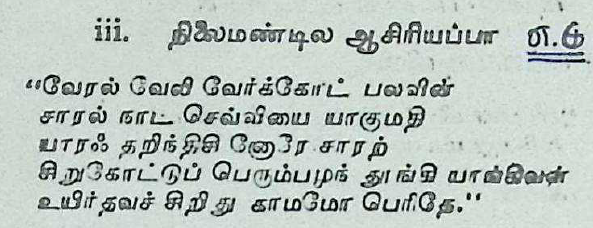 iii. நிலைமண்டில ஆசிரியப்பா எ.டு
“வேரல் வேலி வேர்க்கோட் பலவின்
சாரல் நாட் செவ்வியை யாகுமதி
யாரஃ தறிந்திசி னோரே சாரற்
சிறுகோட்டுப் பெரும்பழந் தூங்கி யாங்கிவள்
உயிர்தவச் சிறிது காமமோ பெரிதே.”